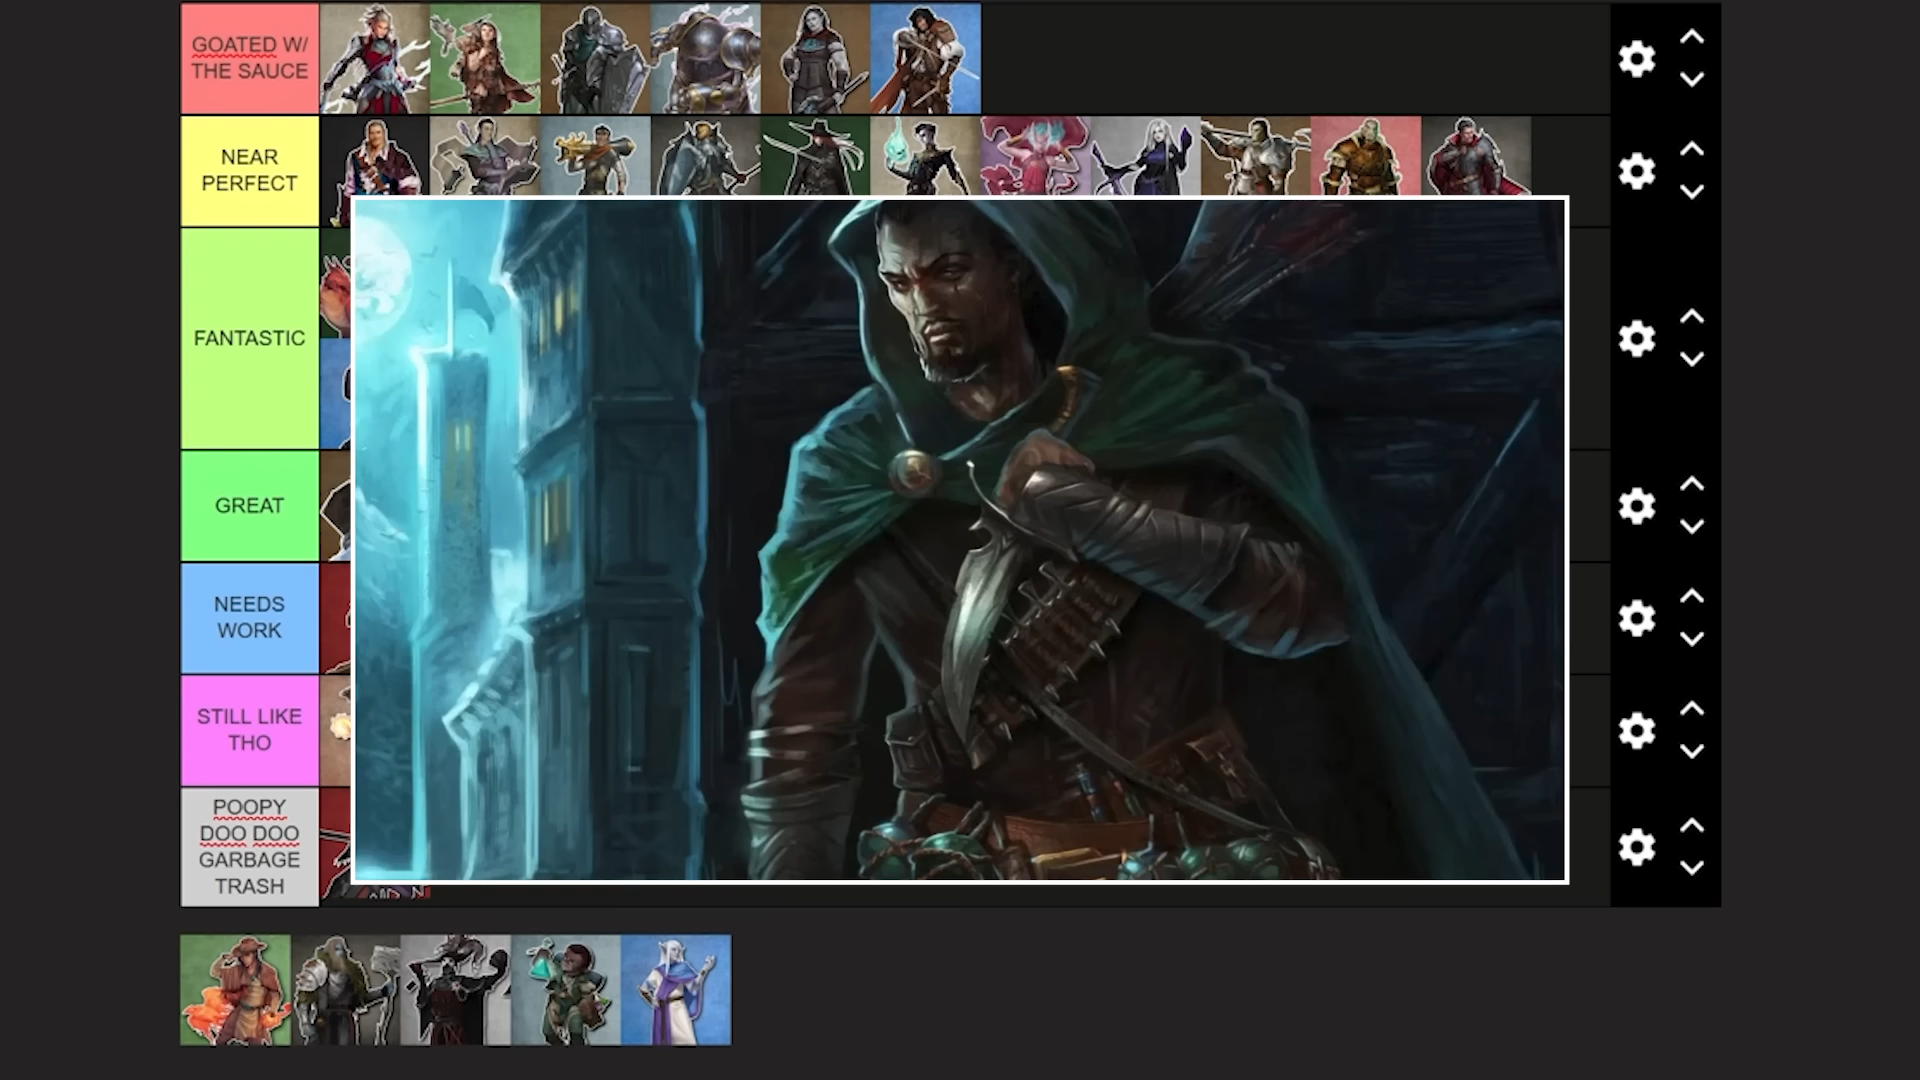 GOATED W/
THE SAUCE
NEAR
PERFECT
FANTASTIC
GREAT
NEEDS
WORK
STILL LIKE
THO
POOPY
DOO DOO
GARBAGE
TRASH